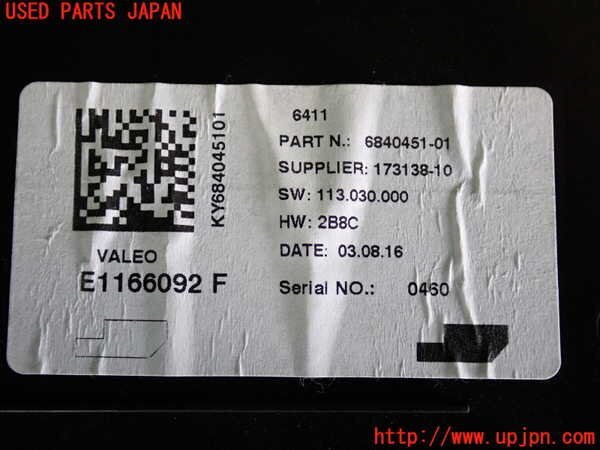 USED PARTS JAPAN
6411
PART N.: 6840451-01
SUPPLIER: 173138-10
SW: 113.030.000
HW: 2B8C
DATE: 03.08.16
Serial NO.: 0460
KY684045101
VALEO
E1166092 F
http://www.upjpn.com